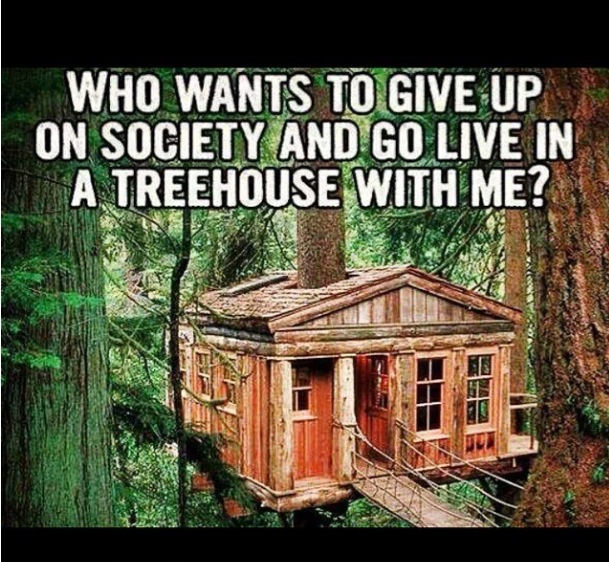 WHO WANTS TO GIVE UP
ON SOCIETY AND GO LIVE IN
A TREEHOUSE WITH ME?